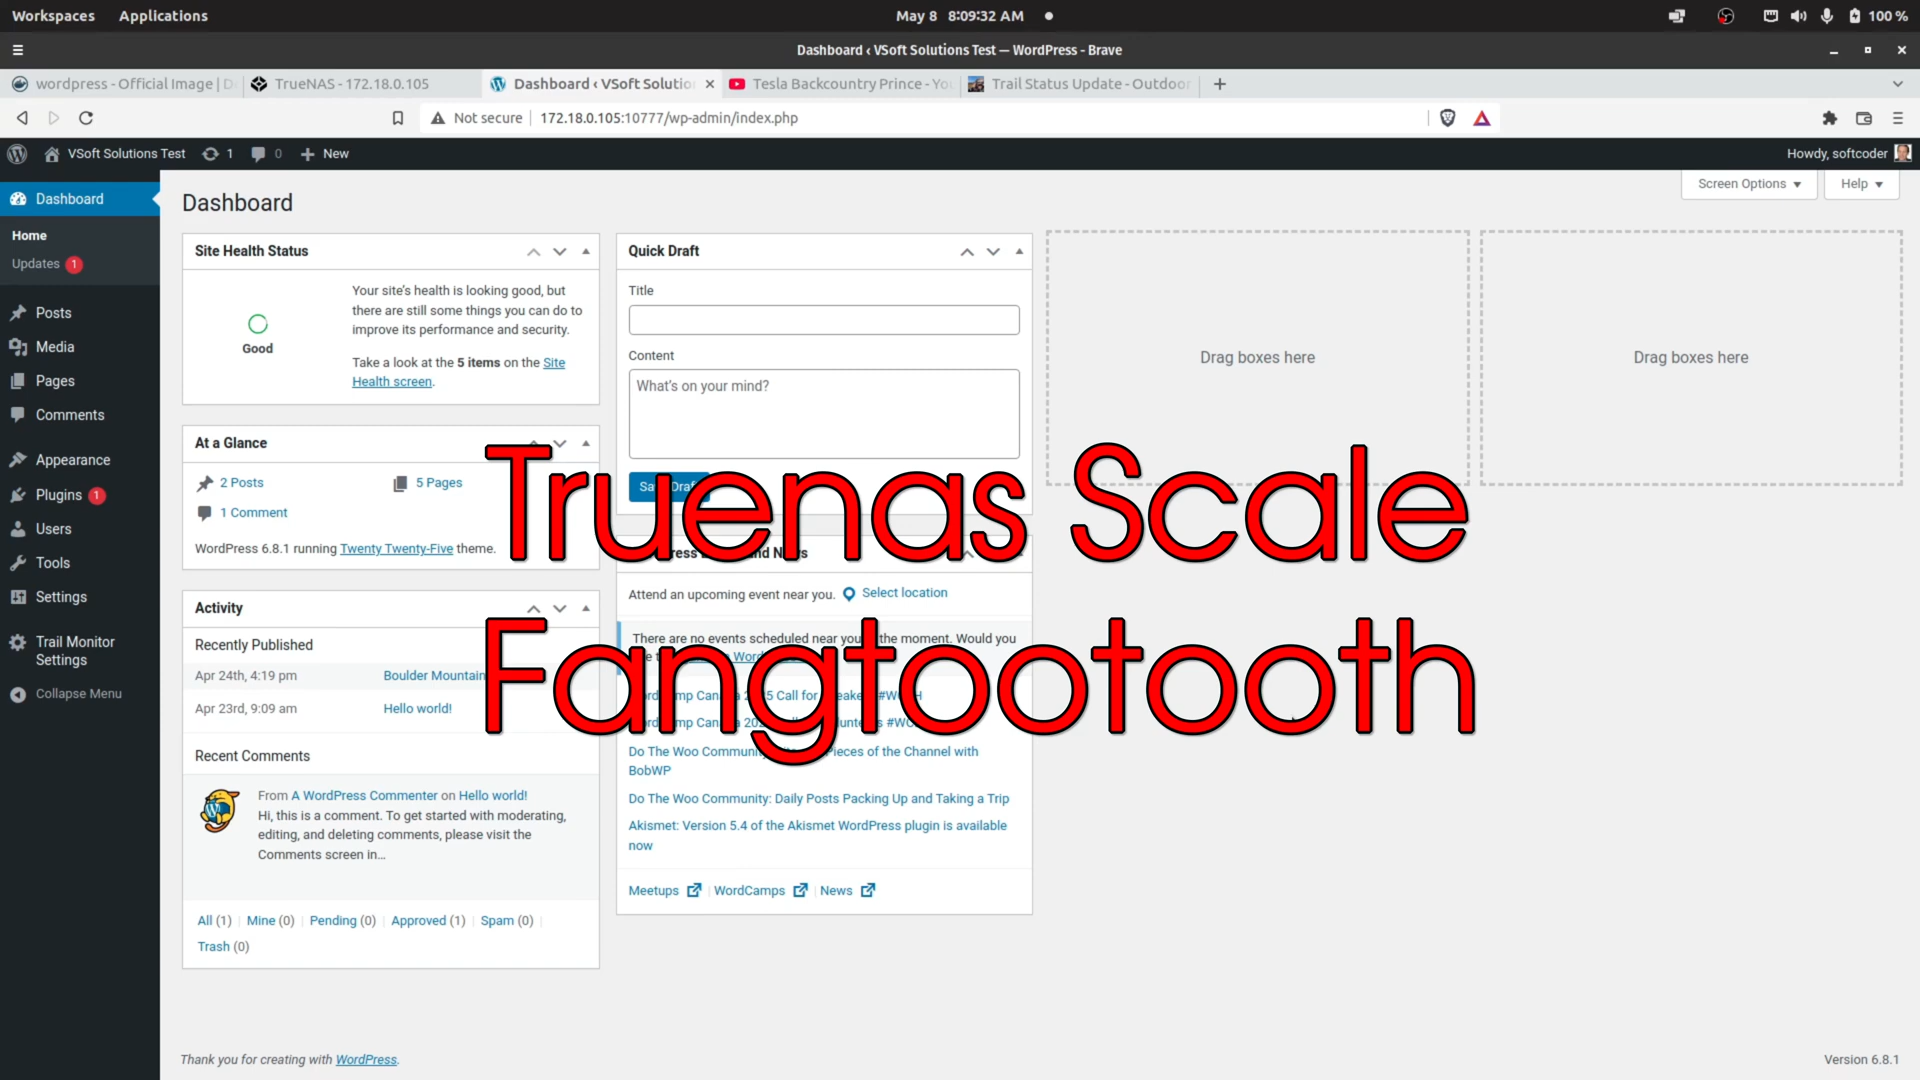 Workspaces Applications
May 8 8:09:32 AM
100 %
Dashboard ‹ VSoft Solutions Test — WordPress - Brave
wordpress - Official Image | D
TrueNAS - 172.18.0.105
Dashboard ‹ VSoft Solutio
Tesla Backcountry Prince - Yo
Trail Status Update - Outdoor
Not secure 172.18.0.105:10777/wp-admin/index.php
VSoft Solutions Test 1 0 New
Howdy, softcoder
Dashboard
Home
Updates 1
Posts
Media
Pages
Comments
Appearance
Plugins 1
Users
Tools
Settings
Trail Monitor
Settings
Collapse Menu
Dashboard
Screen Options
Help
Site Health Status
Good
Your site's health is looking good, but
there are still some things you can do to
improve its performance and security.
Take a look at the 5 items on the Site
Health screen.
At a Glance
2 Posts
5 Pages
1 Comment
WordPress 6.8.1 running Twenty Twenty-Five theme.
Activity
Recently Published
Apr 24th, 4:19 pm Boulder Mountain
Apr 23rd, 9:09 am Hello world!
Recent Comments
From A WordPress Commenter on Hello world!
Hi, this is a comment. To get started with moderating,
editing, and deleting comments, please visit the
Comments screen in…
All (1) | Mine (0) | Pending (0) | Approved (1) | Spam (0) |
Trash (0)
Quick Draft
Title
Content
What's on your mind?
Truenas Scale
Fangtootooth
Attend an upcoming event near you. Select location
There are no events scheduled near you the moment. Would you
Do The Woo Community Pieces of the Channel with
BobWP
Do The Woo Community: Daily Posts Packing Up and Taking a Trip
Akismet: Version 5.4 of the Akismet WordPress plugin is available
now
Meetups | WordCamps | News
Drag boxes here
Drag boxes here
Thank you for creating with WordPress.
Version 6.8.1